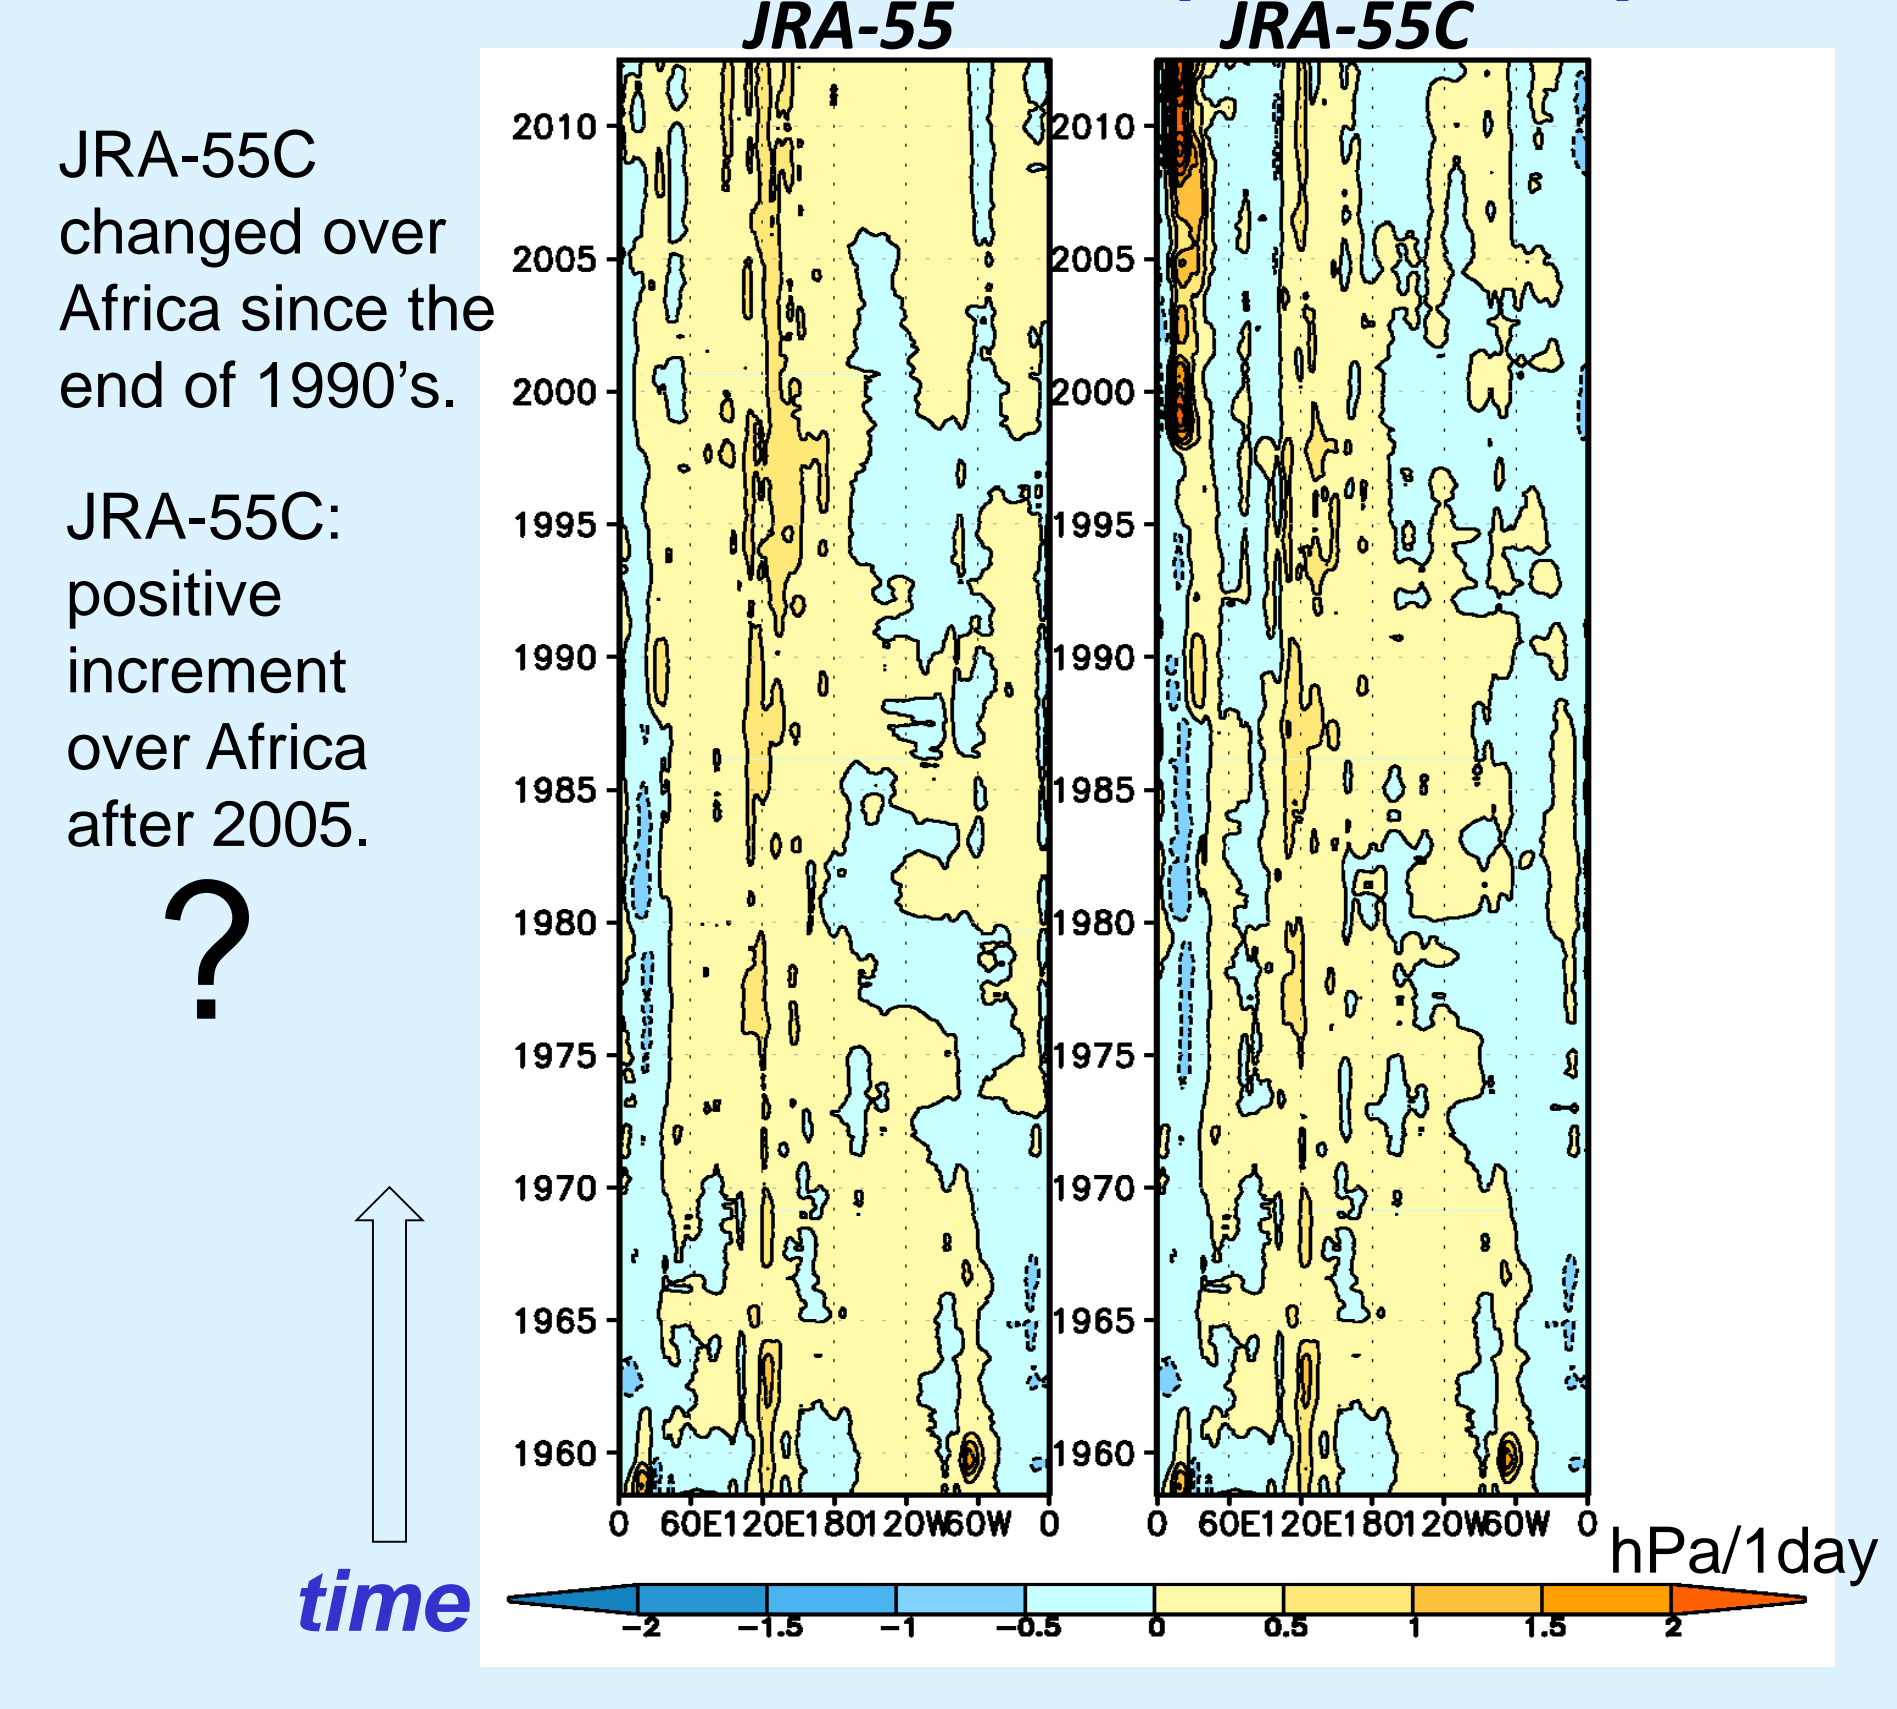 JRA-55 JRA-55C
JRA-55C
changed over
Africa since the
end of 1990's.
JRA-55C:
positive
increment
over Africa
after 2005.
?
time
2010
2005
2000
1995
1990
1985
1980
1975
1970
1965
1960
0 60E 120E 180 120W 60W 0
2010
2005
2000
1995
1990
1985
1980
1975
1970
1965
1960
0 60E 120E 180 120W 60W 0
hPa/1day
-2 -1.5 -1 -0.5 0 0.5 1 1.5 2